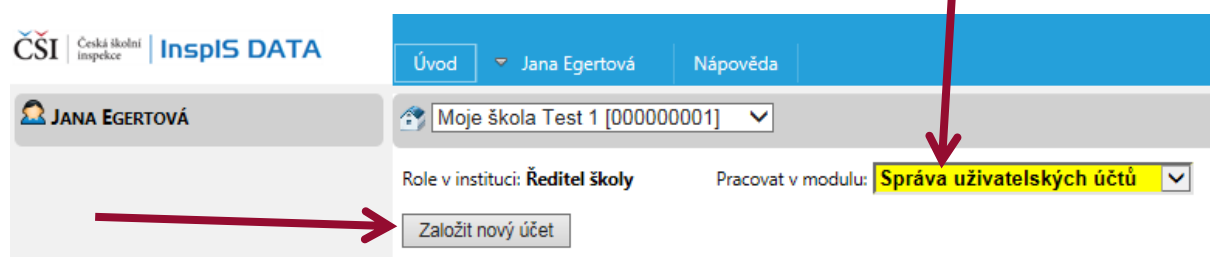 ČŠI Česká školní inspekce InspIS DATA
Úvod Jana Egertová Nápověda
JANA EGERTOVÁ
Moje škola Test 1 [000000001]
Role v instituci: Ředitel školy Pracovat v modulu: Správa uživatelských účtů
Založit nový účet